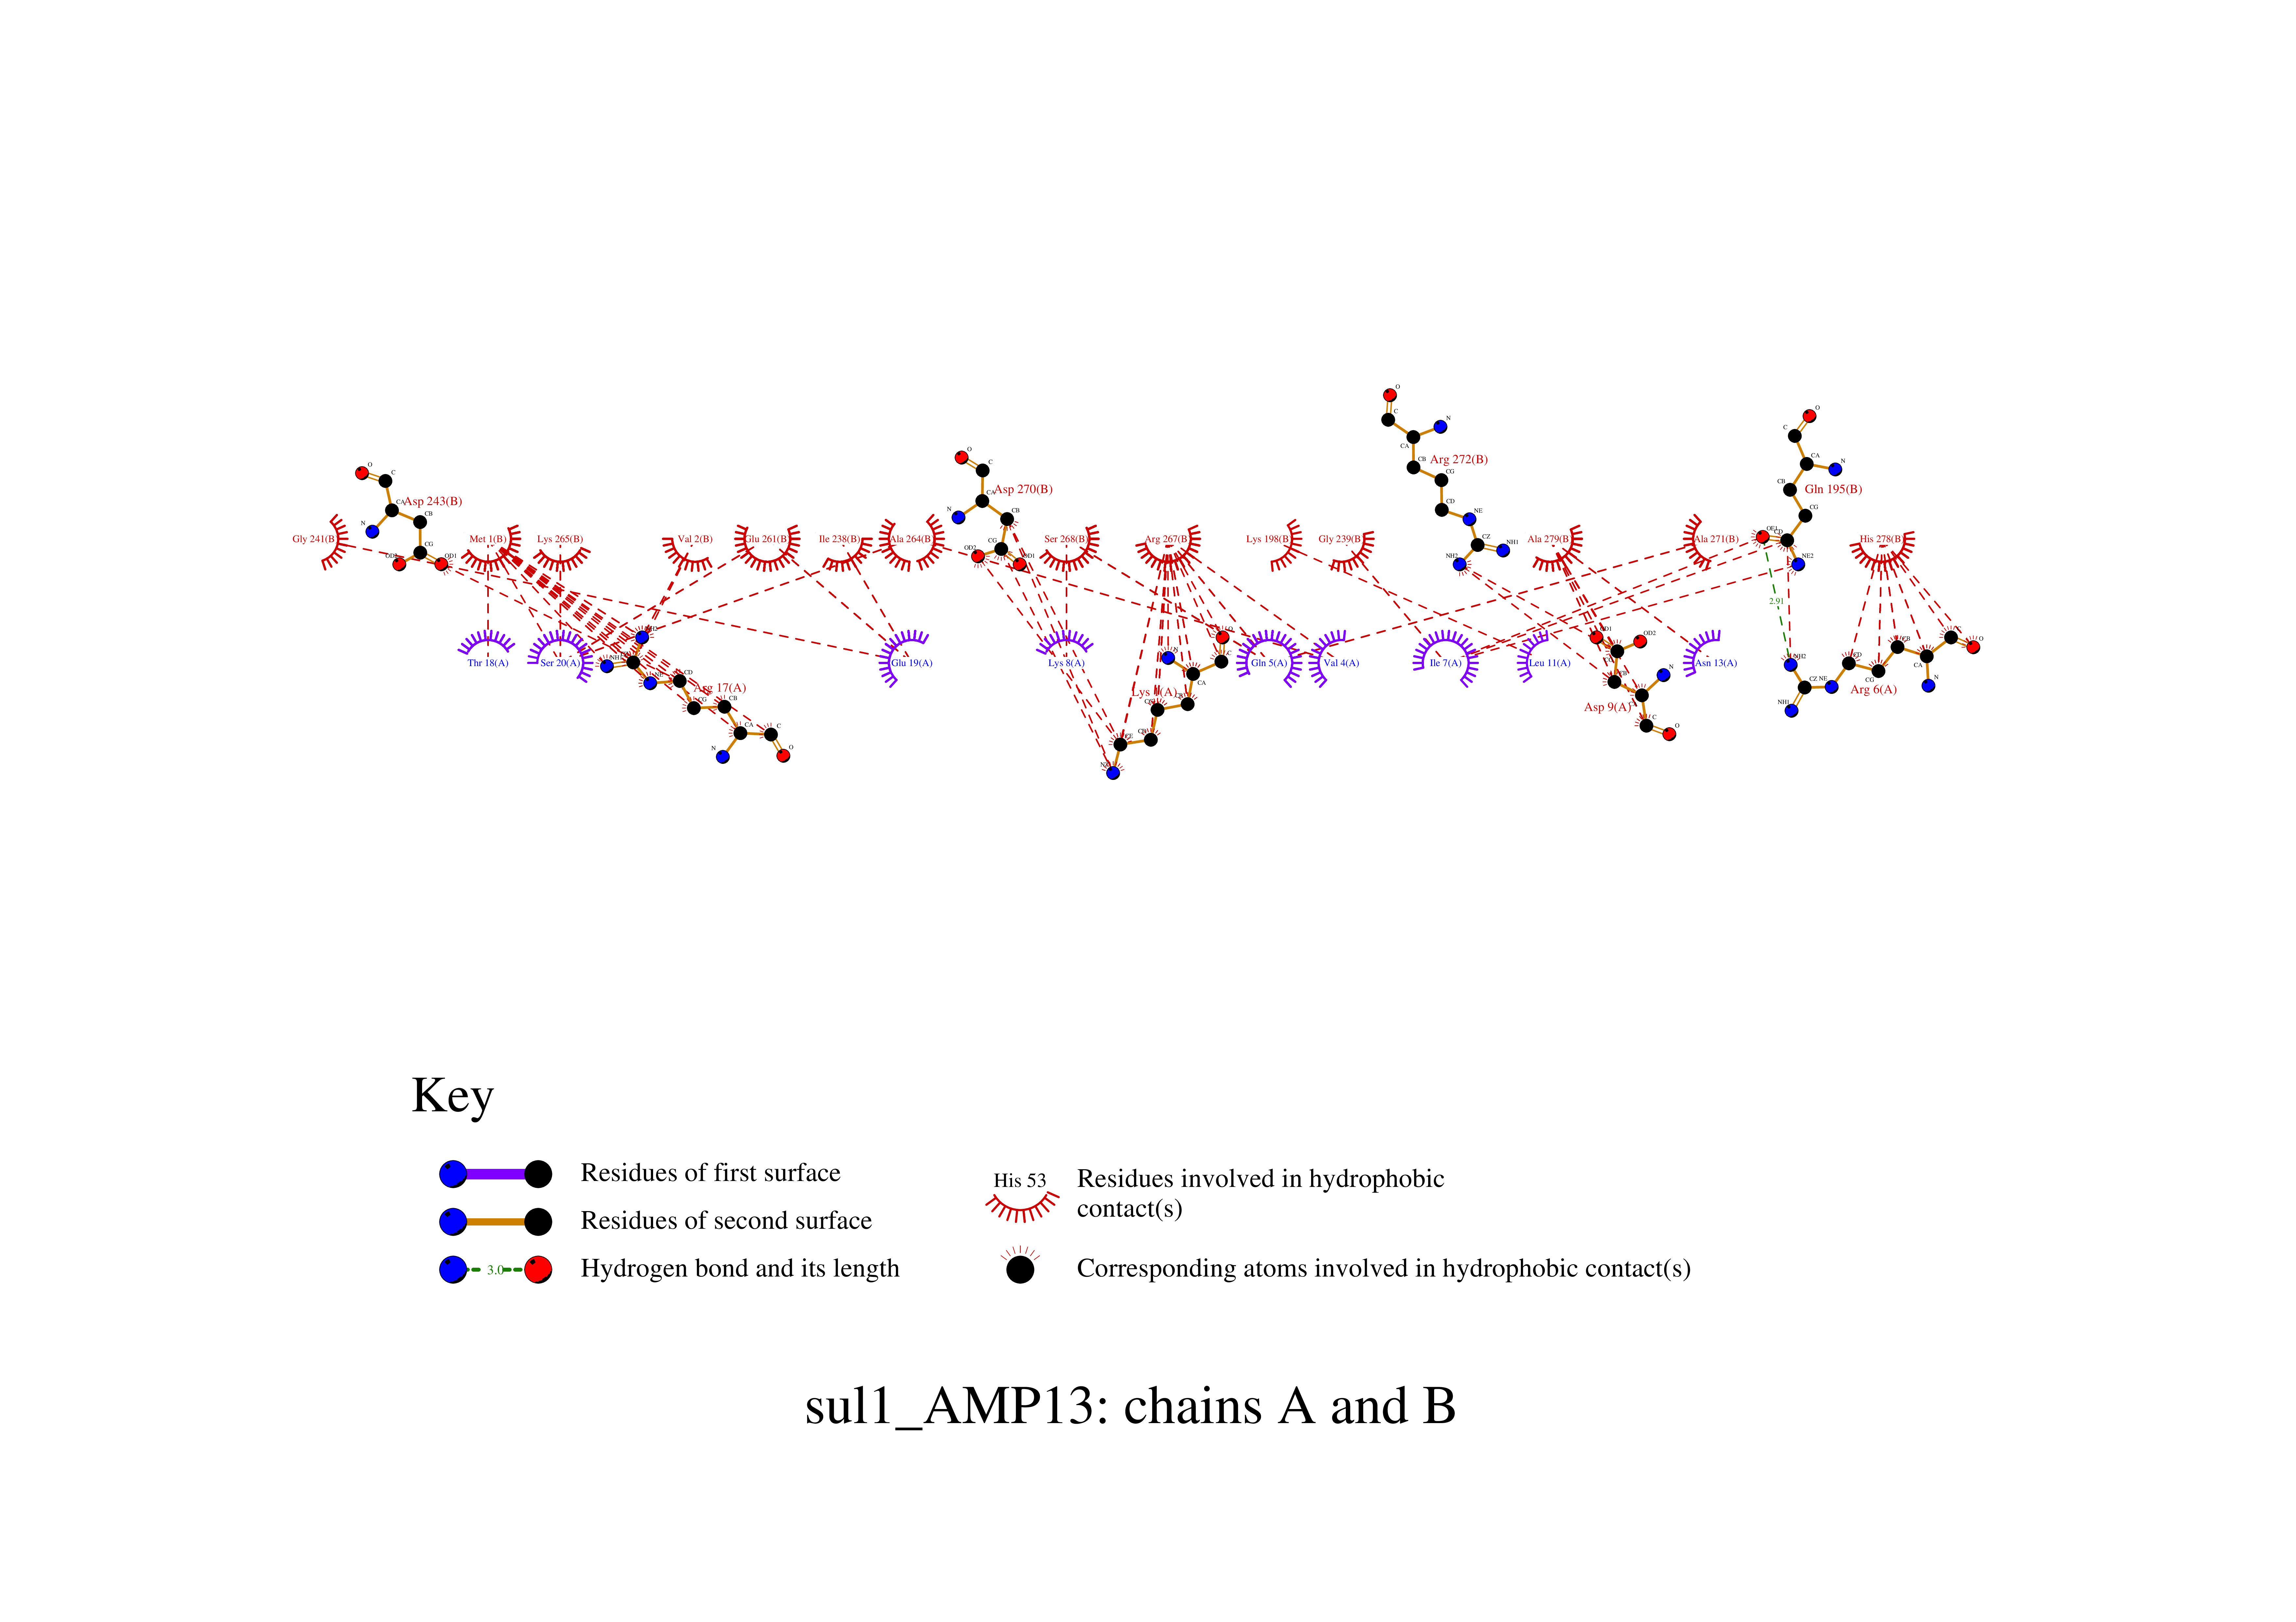 Asp 243(B)
Asp 270(B)
Arg 272(B)
Gln 195(B)
Gly 241(B
Met 1(B)
Lys 265(B)
Val 2(B)
Glu 261(B)
Ile 238(B)
Ala 264(B
Ser 268(B)
Arg 267(B)
Lys 198(B
Gly 239(B
Ala 279(B
Ala 271(B)
His 278(B)
2.91
Thr 18(A)
Ser 20(A)
Glu 19(A)
Lys 8(A)
Gln 5(A)
Val 4(A)
Ile 7(A)
Leu 11(A)
Asn 13(A)
Arg 17(A)
Asp 9(A)
Arg 6(A)
Key
Residues of first surface
Residues of second surface
3.0
Hydrogen bond and its length
His 53
Residues involved in hydrophobic
contact(s)
Corresponding atoms involved in hydrophobic contact(s)
sul1_AMP13: chains A and B